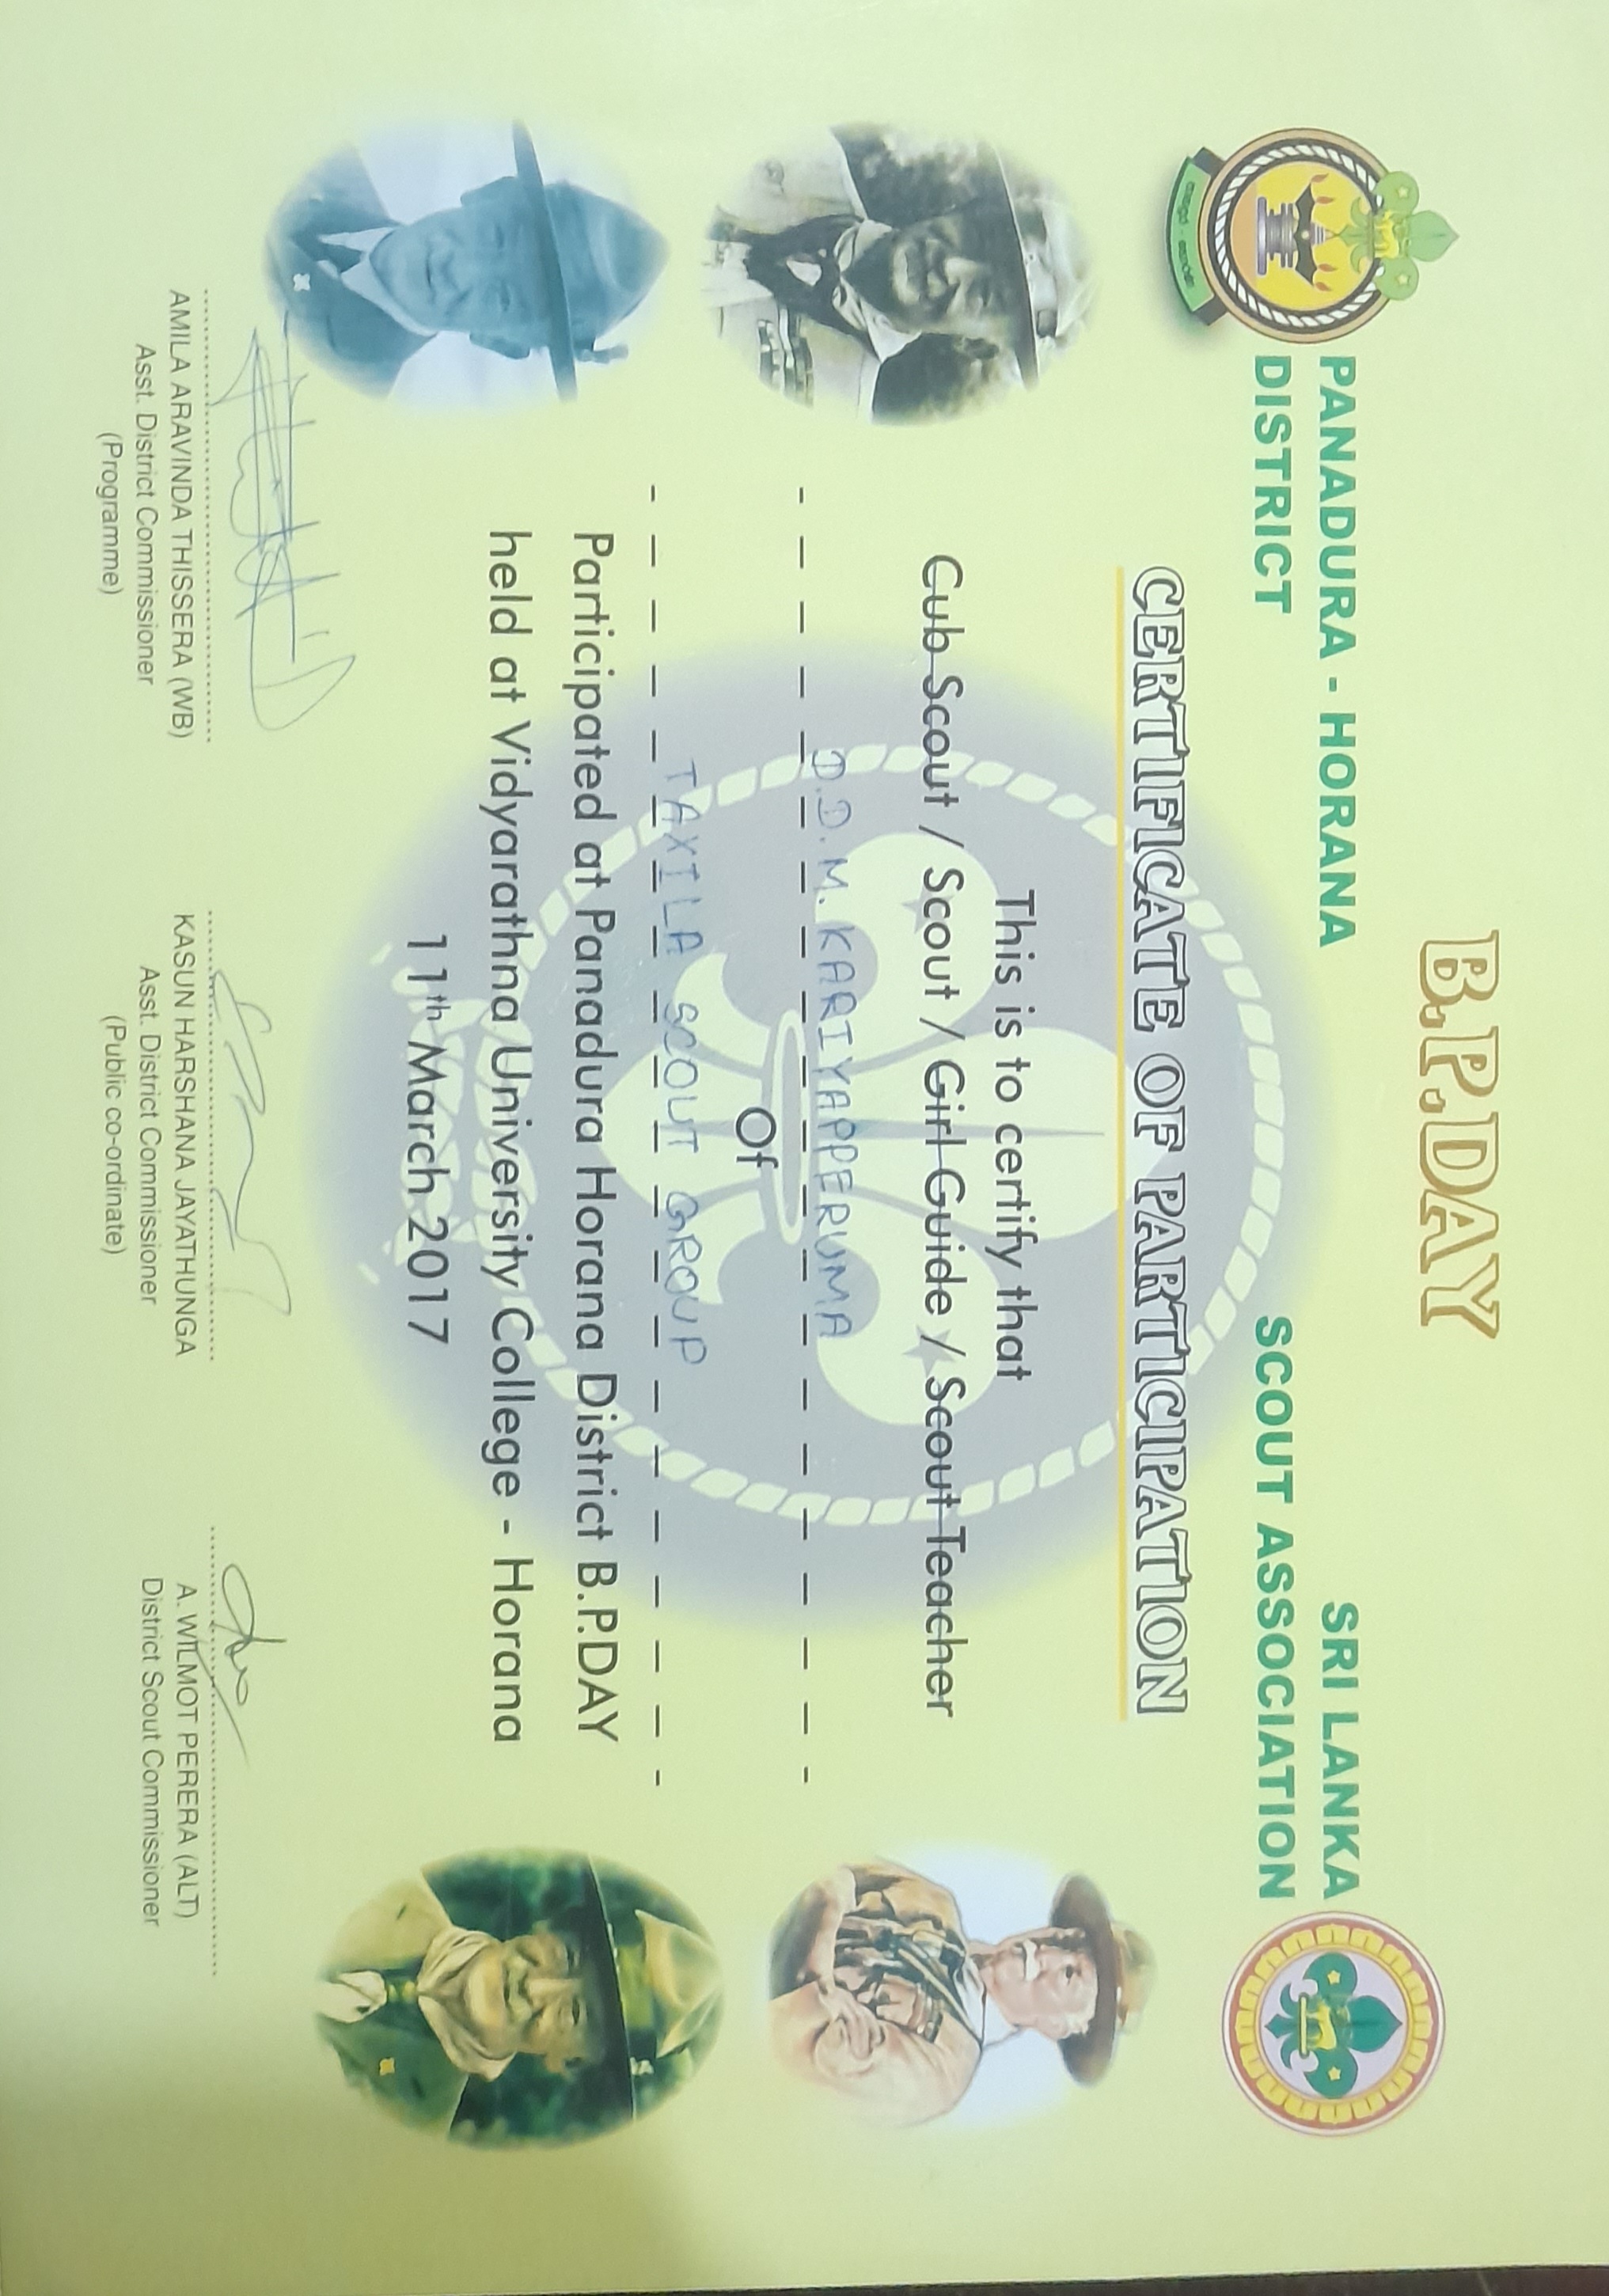 B.P.DAY
PANADURA - HORANA
DISTRICT
SRI LANKA
SCOUT ASSOCIATION
CERTIFICATE OF PARTICIPATION
This is to certify that
Cub Scout / Scout / Girl Guide / Scout Teacher
D.D.M. KARIYAPPERUMA
Of
TAXILA SCOUT GROUP
Participated at Panadura Horana District B.P.DAY
held at Vidyarathna University College - Horana
11th March 2017
AMILA ARAVINDA THISSERA (WB)
Asst. District Commissioner
(Programme)
KASUN HARSHANA JAYATHUNGA
Asst. District Commissioner
(Public co-ordinate)
A. WILMOT PERERA (ALT)
District Scout Commissioner